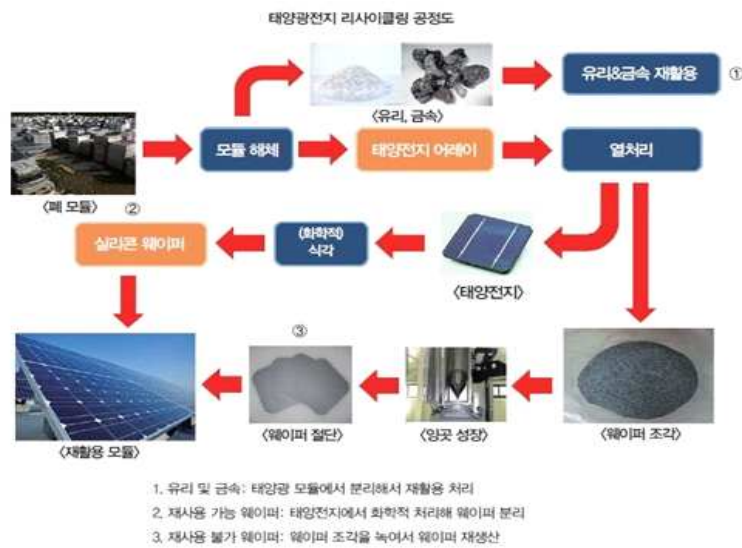 태양광전지 리사이클링 공정도
유리&금속 재활용
①
<유리, 금속>
모듈 해체
태양전지 어레이
열처리
<폐 모듈>
②
실리콘 웨이퍼
(화학적)
식각
<태양전지>
③
<재활용 모듈>
<웨이퍼 절단>
<잉곳 성장>
<웨이퍼 조각>
1. 유리 및 금속: 태양광 모듈에서 분리해서 재활용 처리
2. 재사용 가능 웨이퍼: 태양전지에서 화학적 처리해 웨이퍼 분리
3. 재사용 불가 웨이퍼: 웨이퍼 조각을 녹여서 웨이퍼 재생산